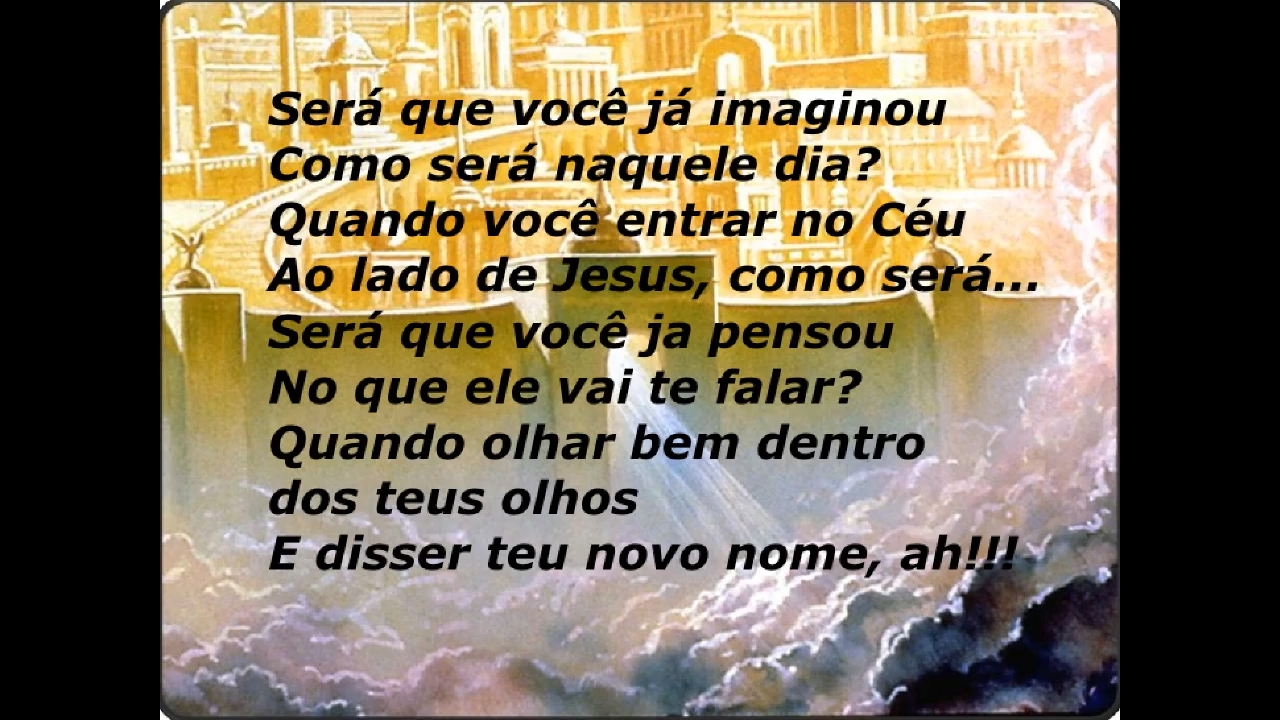 Será que você já imaginou
Como será naquele dia?
Quando você entrar no Céu
Ao lado de Jesus, como será...
Será que você ja pensou
No que ele vai te falar?
Quando olhar bem dentro
dos teus olhos
E disser teu novo nome, ah!!!